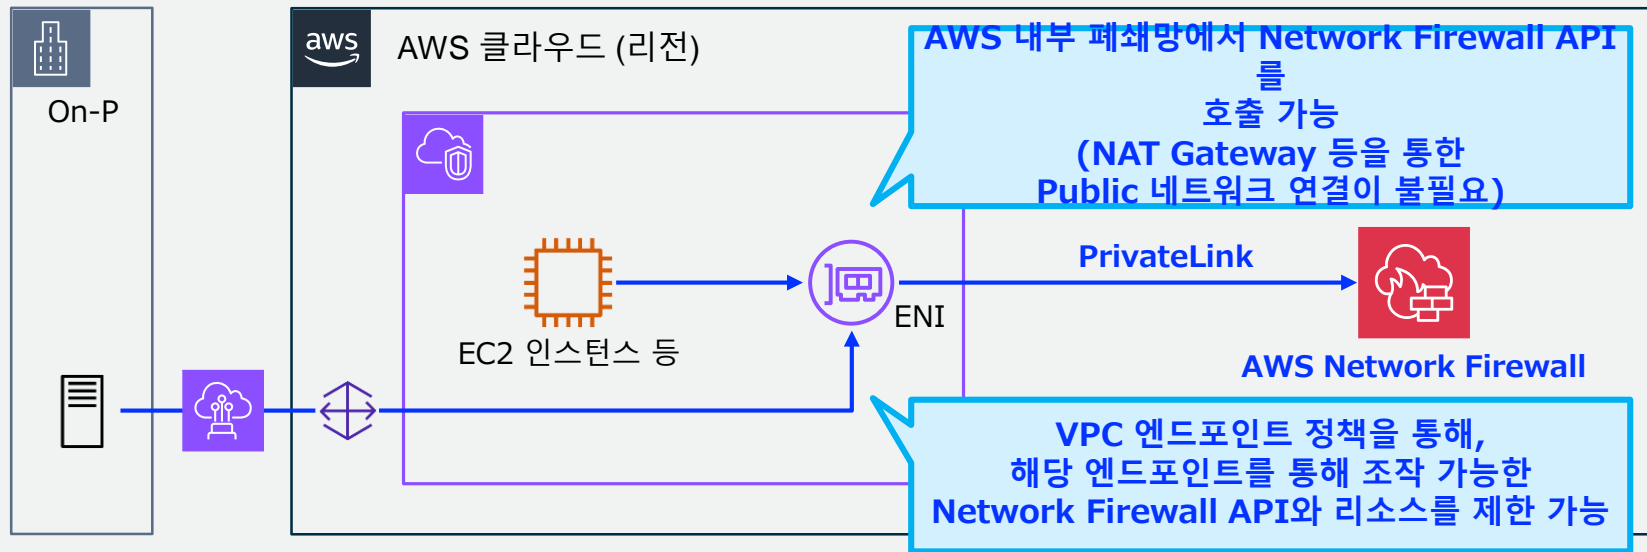 On-P
aws
AWS 클라우드 (리전)
AWS 내부 폐쇄망에서 Network Firewall API
를
호출 가능
(NAT Gateway 등을 통한
Public 네트워크 연결이 불필요)
EC2 인스턴스 등
ENI
PrivateLink
AWS Network Firewall
VPC 엔드포인트 정책을 통해,
해당 엔드포인트를 통해 조작 가능한
Network Firewall API와 리소스를 제한 가능